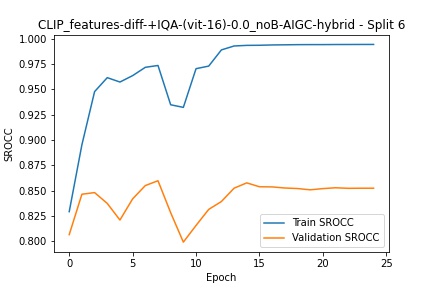 CLIP_features-diff-+IQA-(vit-16)-0.0_noB-AIGC-hybrid - Split 6
1.000
0.975
0.950
0.925
0.900
0.875
0.850
0.825
0.800
SROCC
Train SROCC
Validation SROCC
0 5 10 15 20 25
Epoch